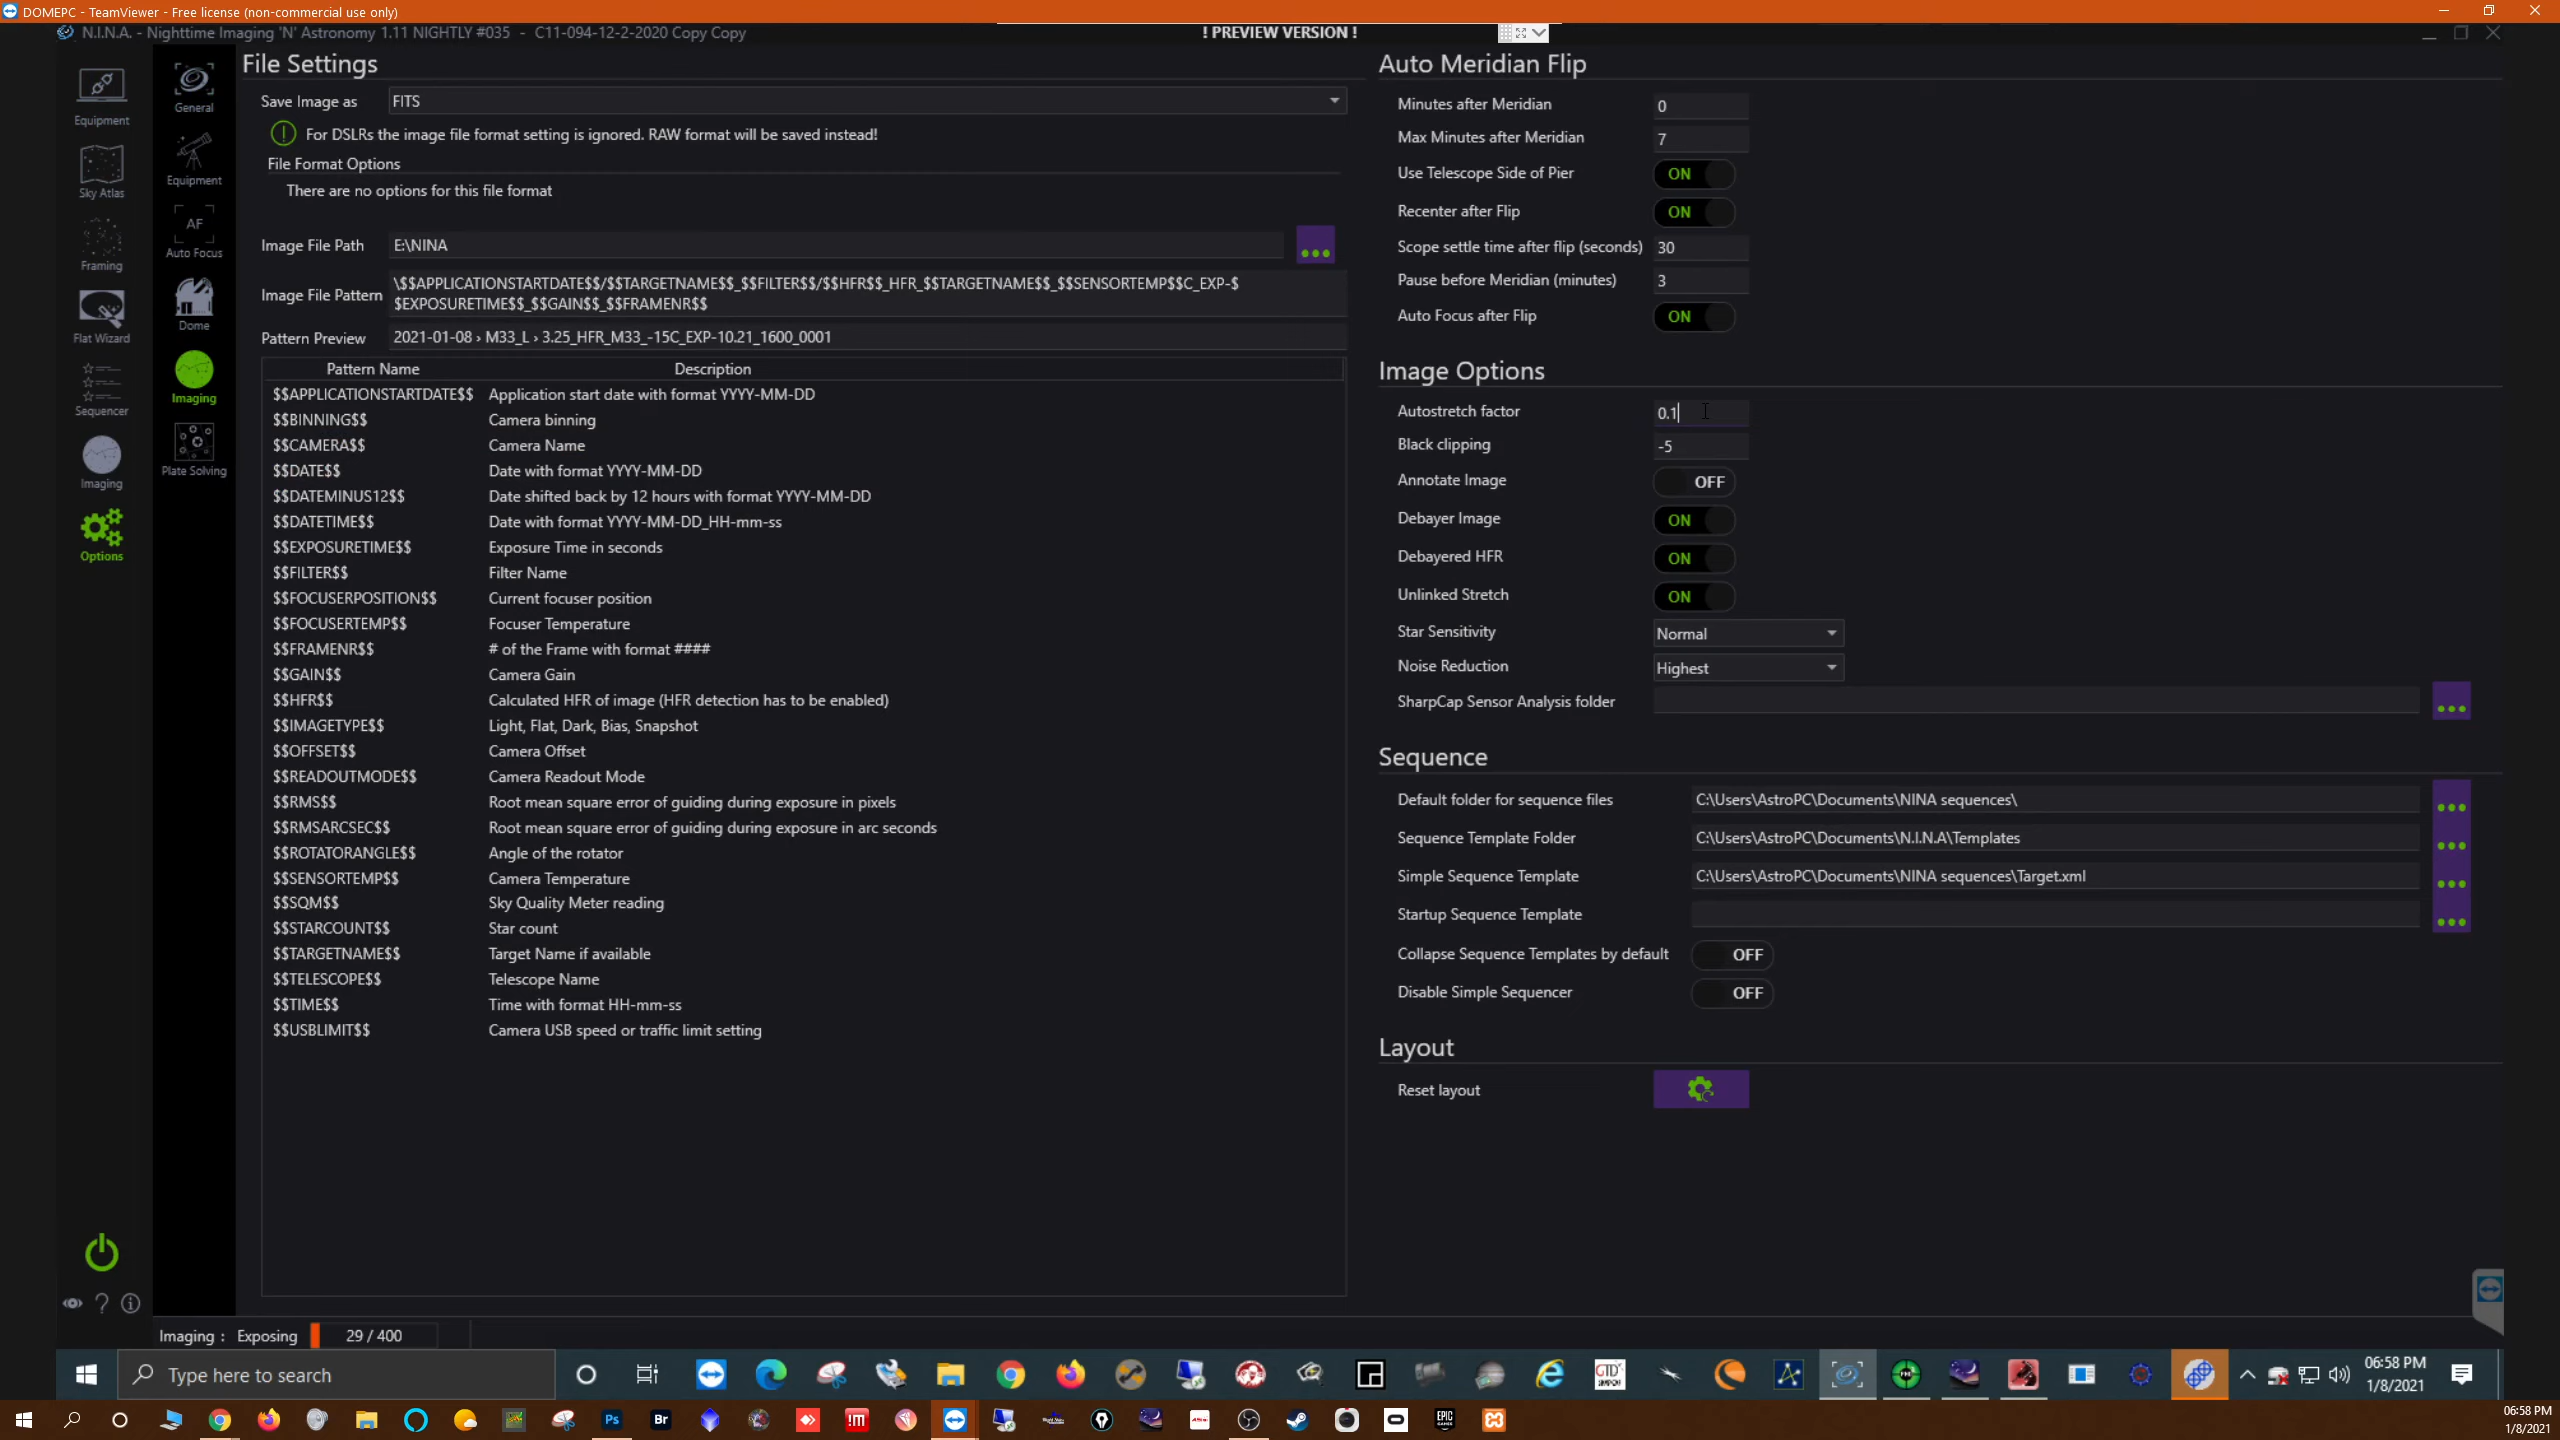 DOMEPC - TeamViewer - Free license (non-commercial use only)
N.I.N.A. - Nighttime Imaging 'N' Astronomy 1.11 NIGHTLY #035 - C11-094-12-2-2020 Copy Copy
! PREVIEW VERSION !
Equipment
Sky Atlas
Framing
Flat Wizard
Sequencer
Imaging
Options
General
Equipment
AF
Auto Focus
Dome
Imaging
Plate Solving
File Settings
Save Image as FITS
For DSLRs the image file format setting is ignored. RAW format will be saved instead!
File Format Options
There are no options for this file format
Image File Path E:\NINA
Image File Pattern \$$APPLICATIONSTARTDATE$$/$$TARGETNAME$$_$$FILTER$$/$$HFR$$_HFR_$$TARGETNAME$$_$$SENSORTEMP$$C_EXP-$
$EXPOSURETIME$$_$$GAIN$$_$$FRAMENR$$
Pattern Preview 2021-01-08 › M33_L › 3.25_HFR_M33_-15C_EXP-10.21_1600_0001
Pattern Name Description
$$APPLICATIONSTARTDATE$$ Application start date with format YYYY-MM-DD
$$BINNING$$ Camera binning
$$CAMERA$$ Camera Name
$$DATE$$ Date with format YYYY-MM-DD
$$DATEMINUS12$$ Date shifted back by 12 hours with format YYYY-MM-DD
$$DATETIME$$ Date with format YYYY-MM-DD_HH-mm-ss
$$EXPOSURETIME$$ Exposure Time in seconds
$$FILTER$$ Filter Name
$$FOCUSERPOSITION$$ Current focuser position
$$FOCUSERTEMP$$ Focuser Temperature
$$FRAMENR$$ # of the Frame with format ####
$$GAIN$$ Camera Gain
$$HFR$$ Calculated HFR of image (HFR detection has to be enabled)
$$IMAGETYPE$$ Light, Flat, Dark, Bias, Snapshot
$$OFFSET$$ Camera Offset
$$READOUTMODE$$ Camera Readout Mode
$$RMS$$ Root mean square error of guiding during exposure in pixels
$$RMSARCSEC$$ Root mean square error of guiding during exposure in arc seconds
$$ROTATORANGLE$$ Angle of the rotator
$$SENSORTEMP$$ Camera Temperature
$$SQM$$ Sky Quality Meter reading
$$STARCOUNT$$ Star count
$$TARGETNAME$$ Target Name if available
$$TELESCOPE$$ Telescope Name
$$TIME$$ Time with format HH-mm-ss
$$USBLIMIT$$ Camera USB speed or traffic limit setting
Auto Meridian Flip
Minutes after Meridian 0
Max Minutes after Meridian 7
Use Telescope Side of Pier ON
Recenter after Flip ON
Scope settle time after flip (seconds) 30
Pause before Meridian (minutes) 3
Auto Focus after Flip ON
Image Options
Autostretch factor 0.1
Black clipping -5
Annotate Image OFF
Debayer Image ON
Debayered HFR ON
Unlinked Stretch ON
Star Sensitivity Normal
Noise Reduction Highest
SharpCap Sensor Analysis folder
Sequence
Default folder for sequence files C:\Users\AstroPC\Documents\NINA sequences\
Sequence Template Folder C:\Users\AstroPC\Documents\N.I.N.A\Templates
Simple Sequence Template C:\Users\AstroPC\Documents\NINA sequences\Target.xml
Startup Sequence Template
Collapse Sequence Templates by default OFF
Disable Simple Sequencer OFF
Layout
Reset layout
Imaging : Exposing 29 / 400
Type here to search
06:58 PM
1/8/2021
Ps
Br
EPIC
GAMES
06:58 PM
1/8/2021